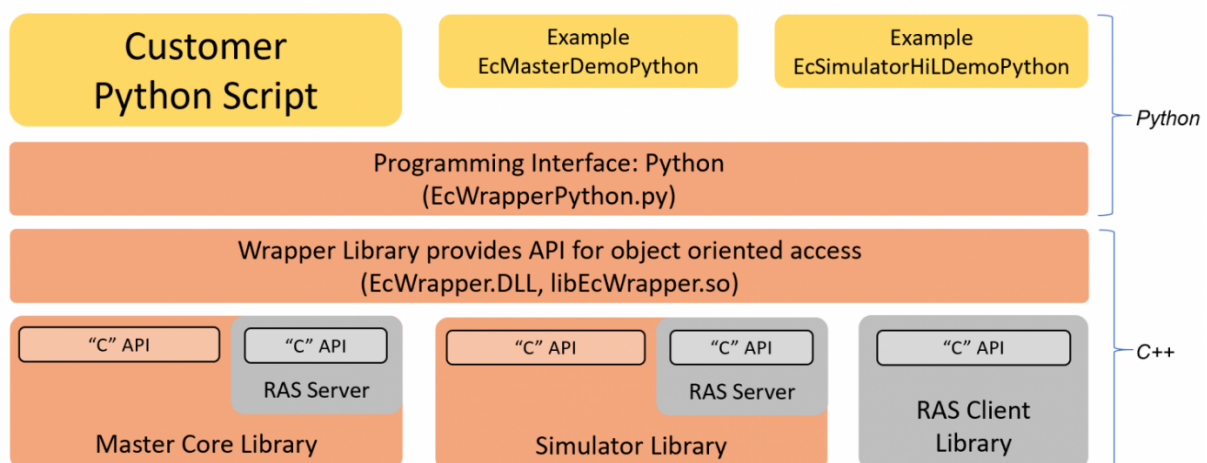 Customer
Python Script
Example
EcMasterDemoPython
Example
EcSimulatorHiLDemoPython
Python
Programming Interface: Python
(EcWrapperPython.py)
Wrapper Library provides API for object oriented access
(EcWrapper.DLL, libEcWrapper.so)
"C" API
"C" API
RAS Server
Master Core Library
"C" API
"C" API
RAS Server
Simulator Library
"C" API
RAS Client
Library
C++